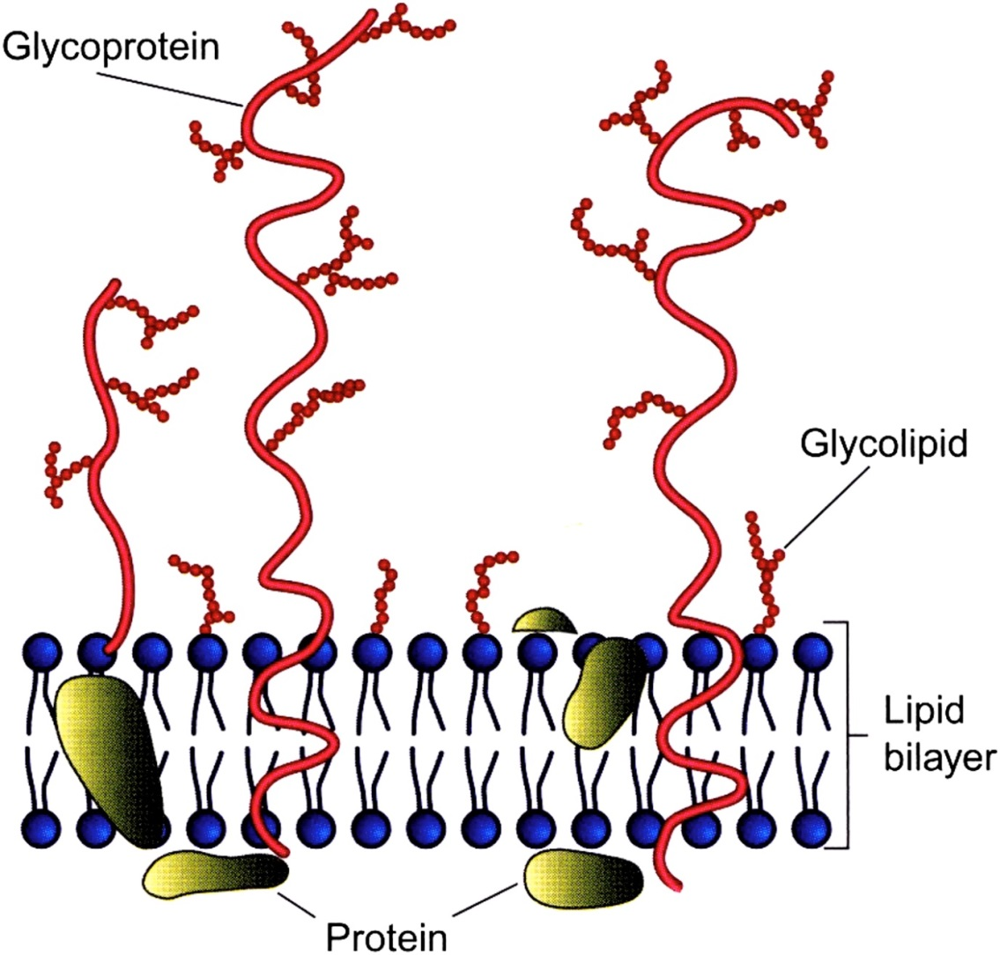 Glycoprotein
Glycolipid
Lipid
bilayer
Protein